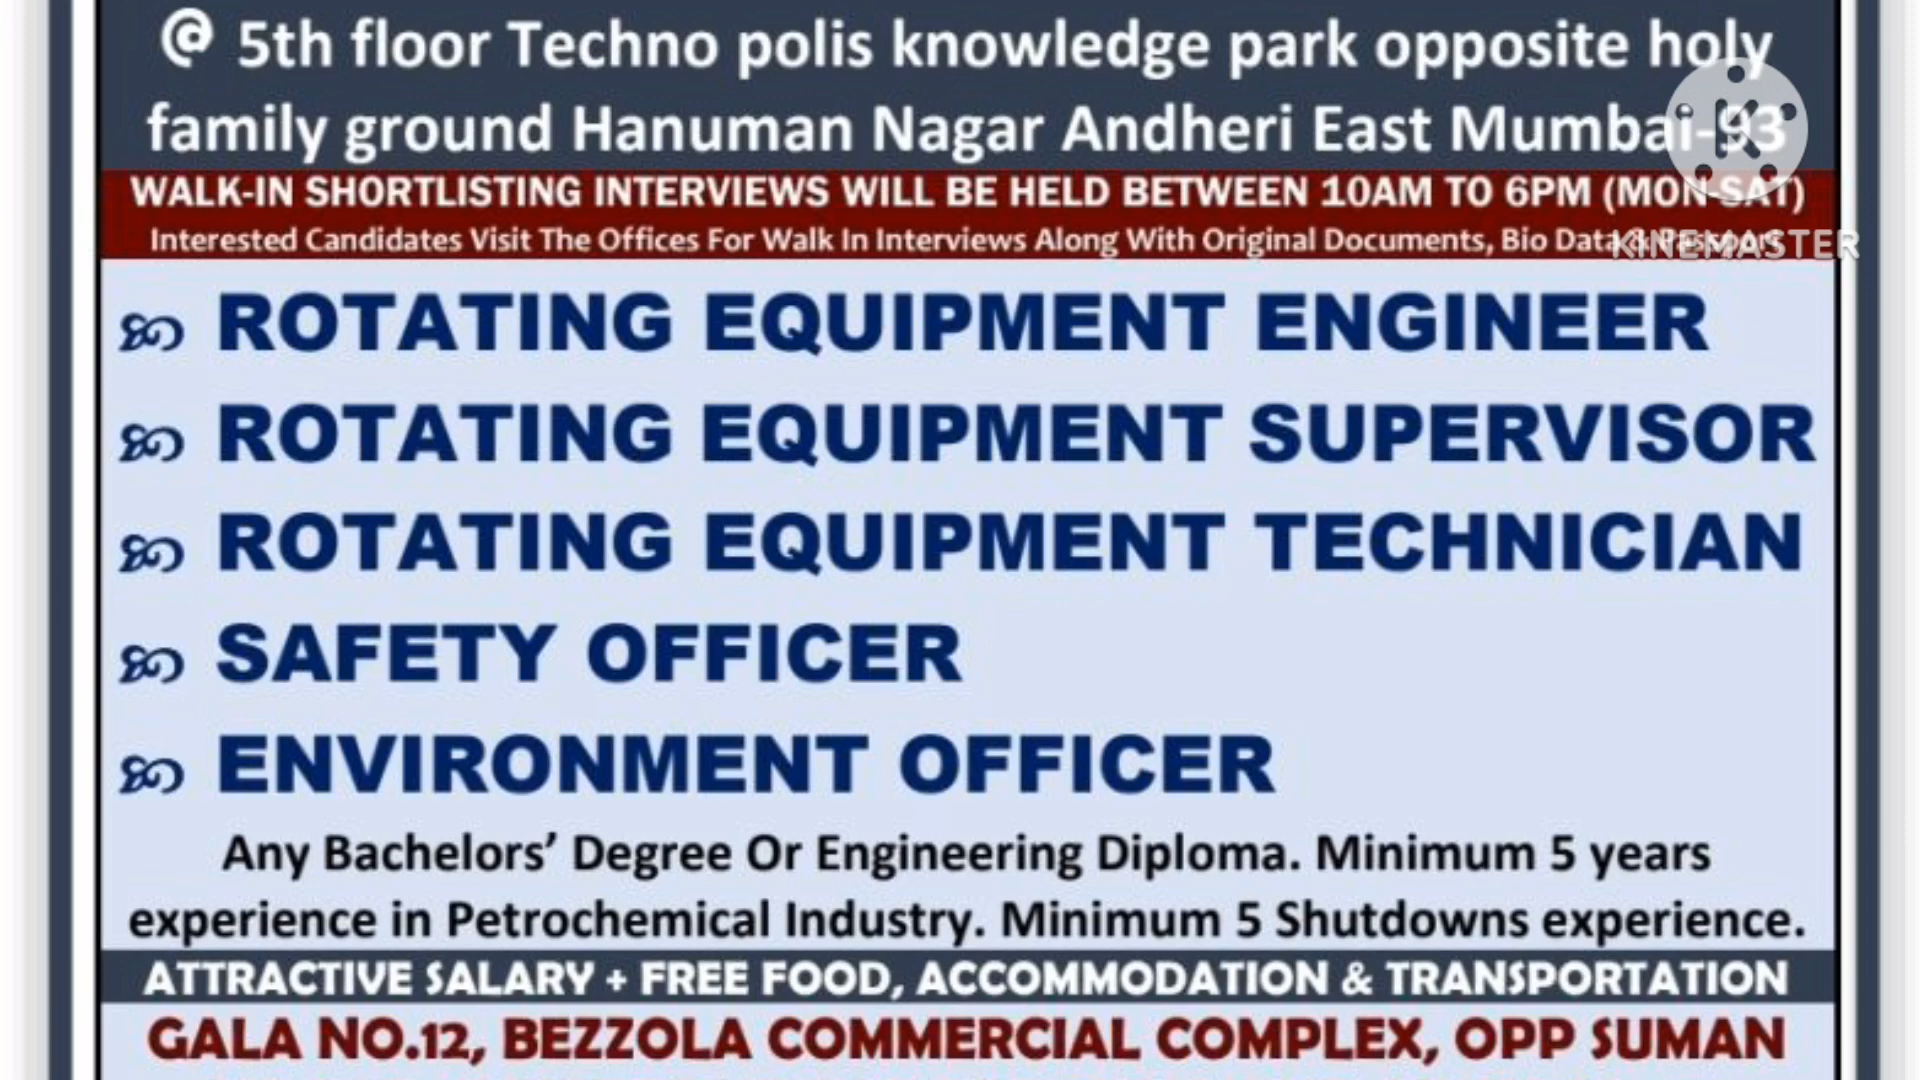 @ 5th floor Techno polis knowledge park opposite holy
family ground Hanuman Nagar Andheri East Mumbai-93
WALK-IN SHORTLISTING INTERVIEWS WILL BE HELD BETWEEN 10AM TO 6PM (MON-SAT)
Interested Candidates Visit The Offices For Walk In Interviews Along With Original Documents, Bio Data & Passport
KINEMASTER
ROTATING EQUIPMENT ENGINEER
ROTATING EQUIPMENT SUPERVISOR
ROTATING EQUIPMENT TECHNICIAN
SAFETY OFFICER
ENVIRONMENT OFFICER
Any Bachelors’ Degree Or Engineering Diploma. Minimum 5 years
experience in Petrochemical Industry. Minimum 5 Shutdowns experience.
ATTRACTIVE SALARY + FREE FOOD, ACCOMMODATION & TRANSPORTATION
GALA NO.12, BEZZOLA COMMERCIAL COMPLEX, OPP SUMAN